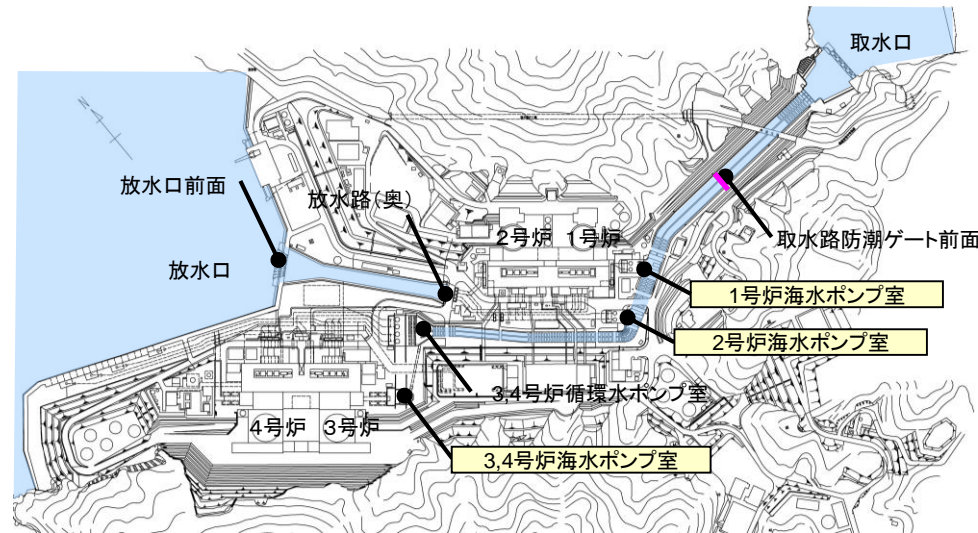 取水口
放水口前面
放水路(奥)
2号炉
1号炉
取水路防潮ゲート前面
放水口
1号炉海水ポンプ室
2号炉海水ポンプ室
3,4号炉循環水ポンプ室
4号炉
3号炉
3,4号炉海水ポンプ室
N